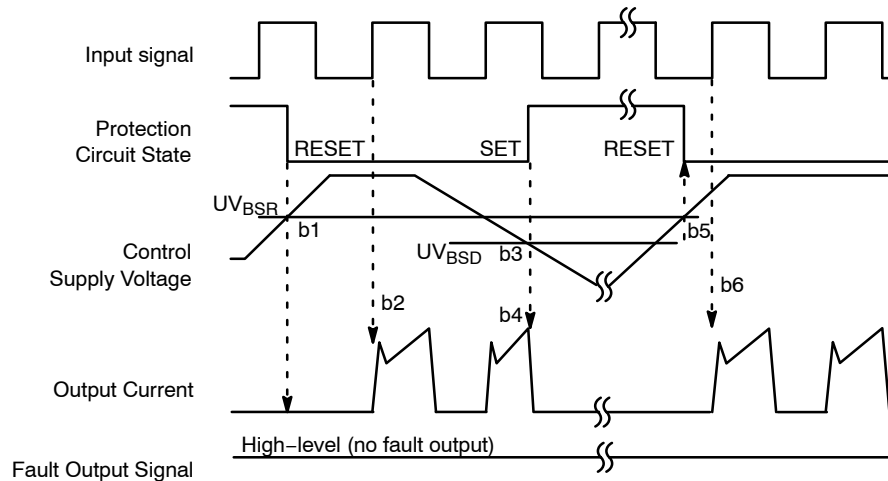 Input signal
Protection
Circuit State
RESET
SET
RESET
UVBSR
b1
UVBSD
b3
b5
Control
Supply Voltage
b2
b4
b6
Output Current
High−level (no fault output)
Fault Output Signal